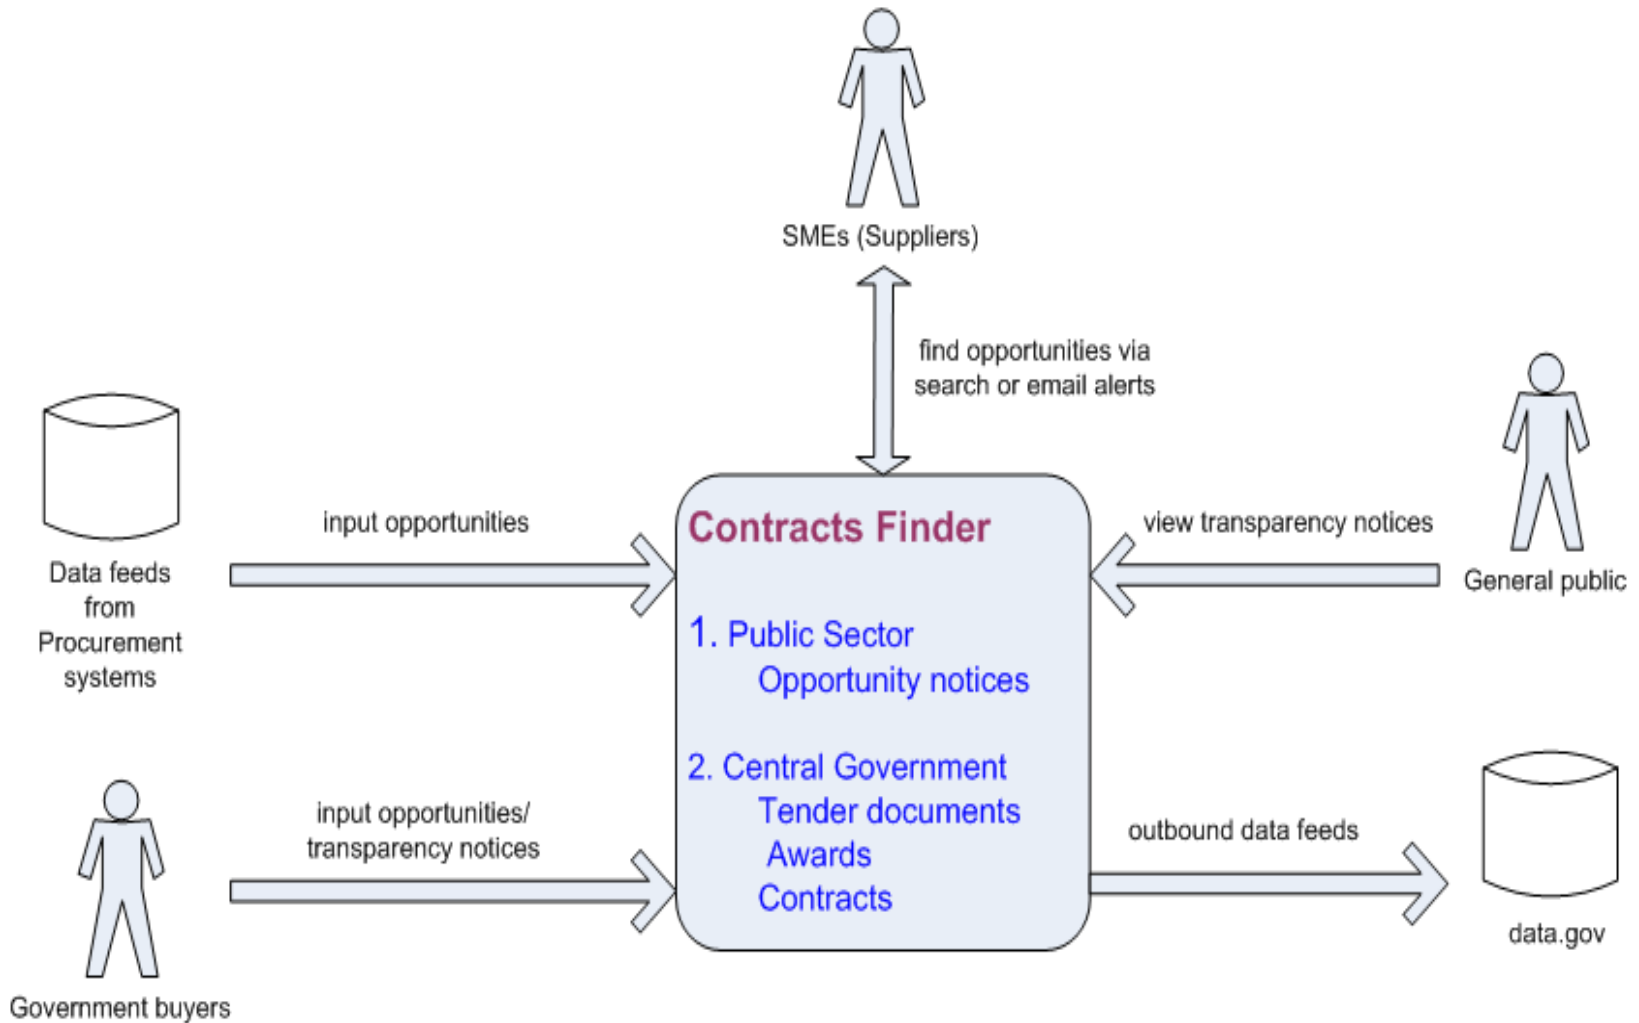 SMEs (Suppliers)
find opportunities via
search or email alerts
Data feeds
from
Procurement
systems
input opportunities
Contracts Finder
1. Public Sector
Opportunity notices
2. Central Government
Tender documents
Awards
Contracts
view transparency notices
General public
Government buyers
input opportunities/
transparency notices
outbound data feeds
data.gov